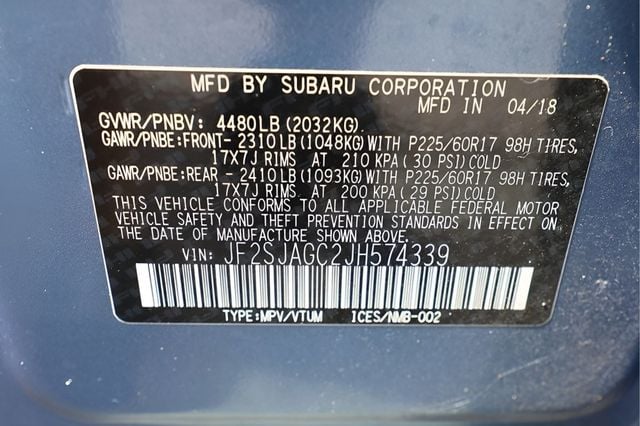 MFD BY SUBARU CORPORATION
MFD IN 04/18
GVWR/PNBV: 4480LB(2032KG)
GAWR/PNBE:FRONT- 2310LB(1048KG)WITH P225/60R17 98H TIRES,
17X7J RIMS AT 210 KPA(30 PSI)COLD
GAWR/PNBE:REAR - 2410LB(1093KG)WITH P225/60R17 98H TIRES,
17X7J RIMS AT 200 KPA(29 PSI)COLD
THIS VEHICLE CONFORMS TO ALL APPLICABLE FEDERAL MOTOR
VEHICLE SAFETY AND THEFT PREVENTION STANDARDS IN EFFECT ON
THE DATE OF MANUFACTURE SHOWN ABOVE.
VIN: JF2SJAGC2JH574339
TYPE:MPV/VTUM ICES/NMB-002